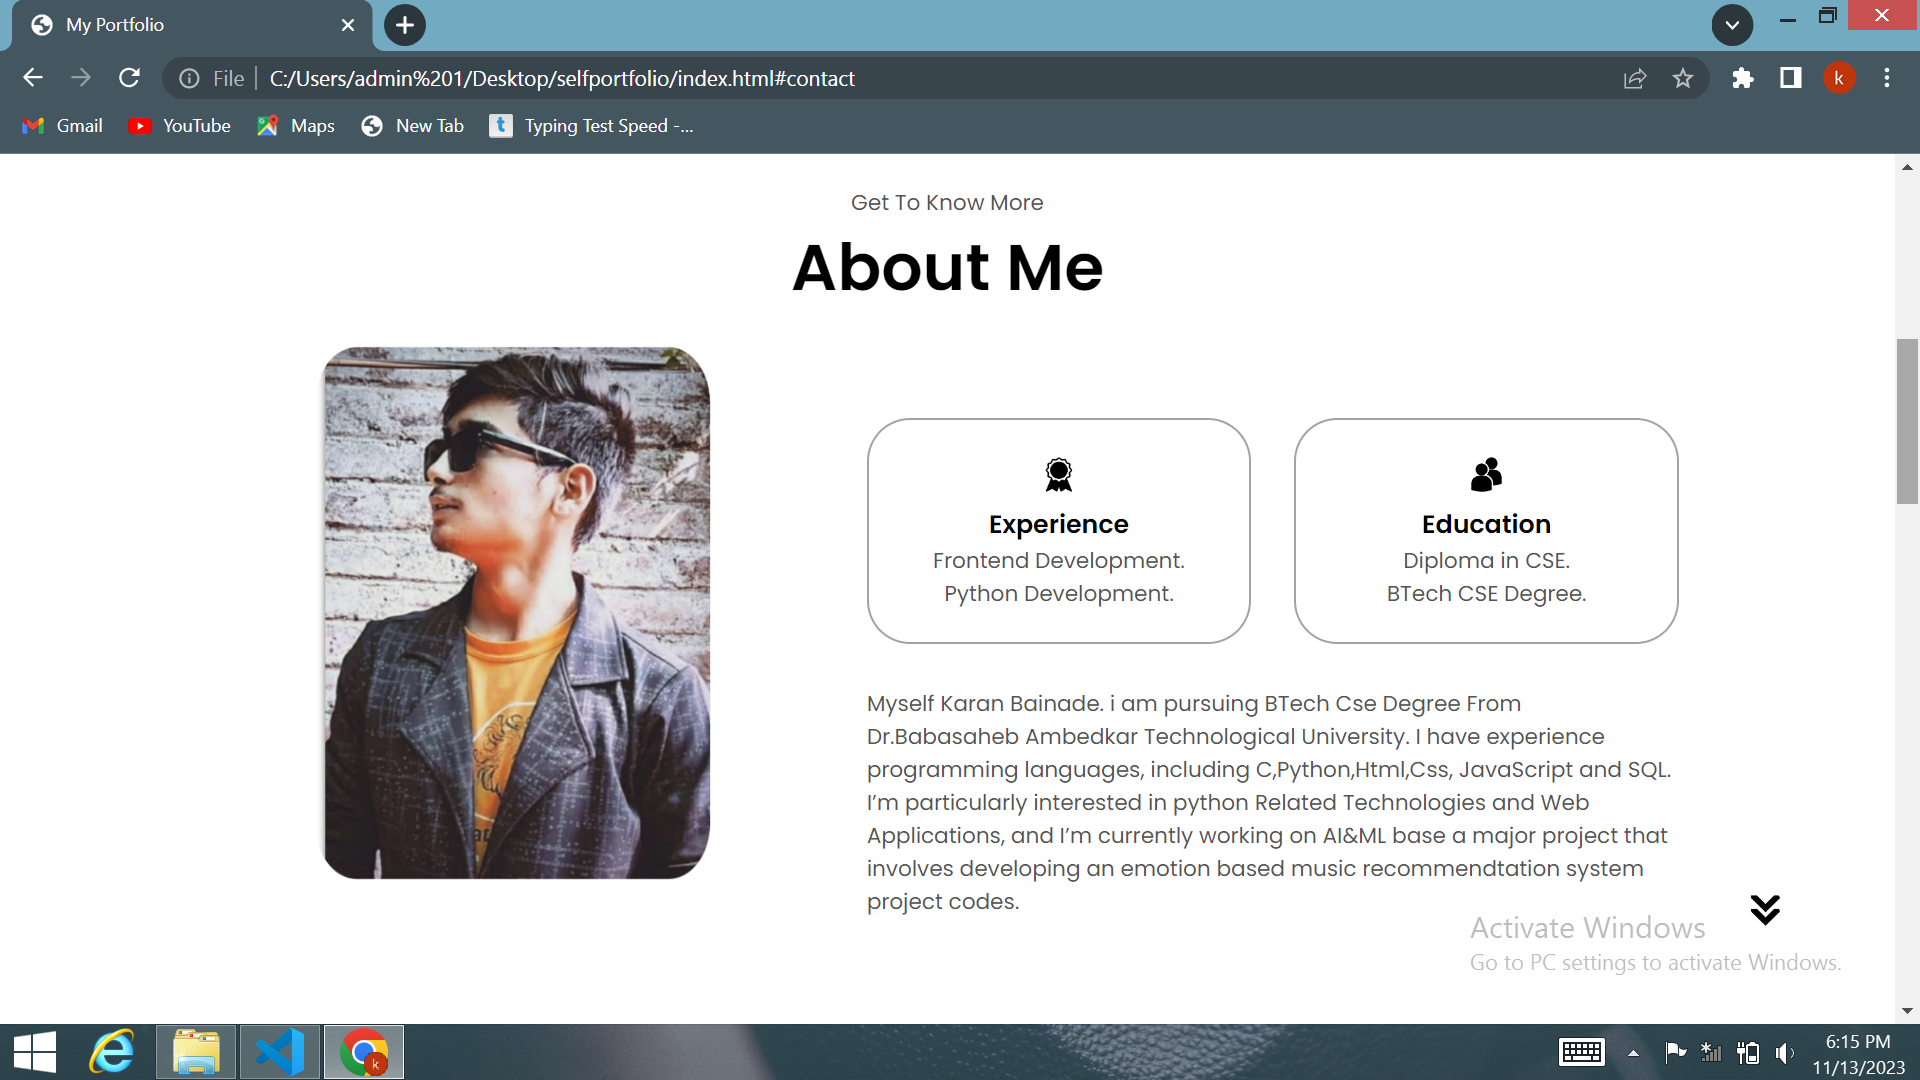 My Portfolio
File
C:/Users/admin%201/Desktop/selfportfolio/index.html#contact
k
Gmail
YouTube
Maps
New Tab
t
Typing Test Speed -...
Get To Know More
About Me
Experience
Frontend Development.
Python Development.
Education
Diploma in CSE.
BTech CSE Degree.
Myself Karan Bainade. i am pursuing BTech Cse Degree From
Dr.Babasaheb Ambedkar Technological University. I have experience
programming languages, including C,Python,Html,Css, JavaScript and SQL.
I’m particularly interested in python Related Technologies and Web
Applications, and I’m currently working on AI&ML base a major project that
involves developing an emotion based music recommendtation system
project codes.
Activate Windows
Go to PC settings to activate Windows.
k
6:15 PM
11/13/2023